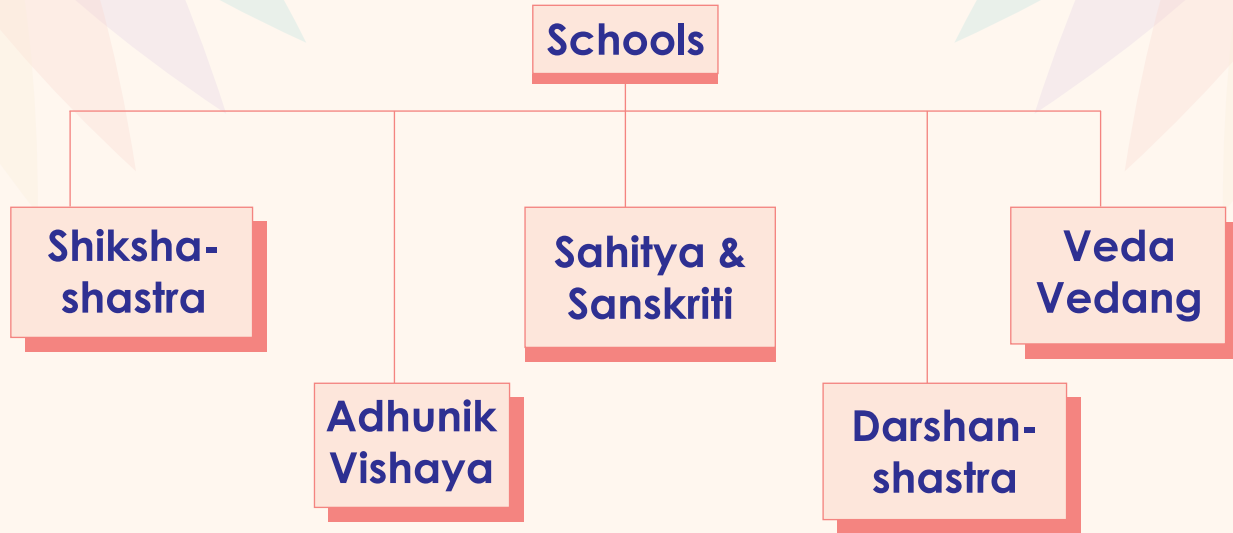 Schools
Shiksha-
shastra
Sahitya &
Sanskriti
Veda
Vedang
Adhunik
Vishaya
Darshan-
shastra